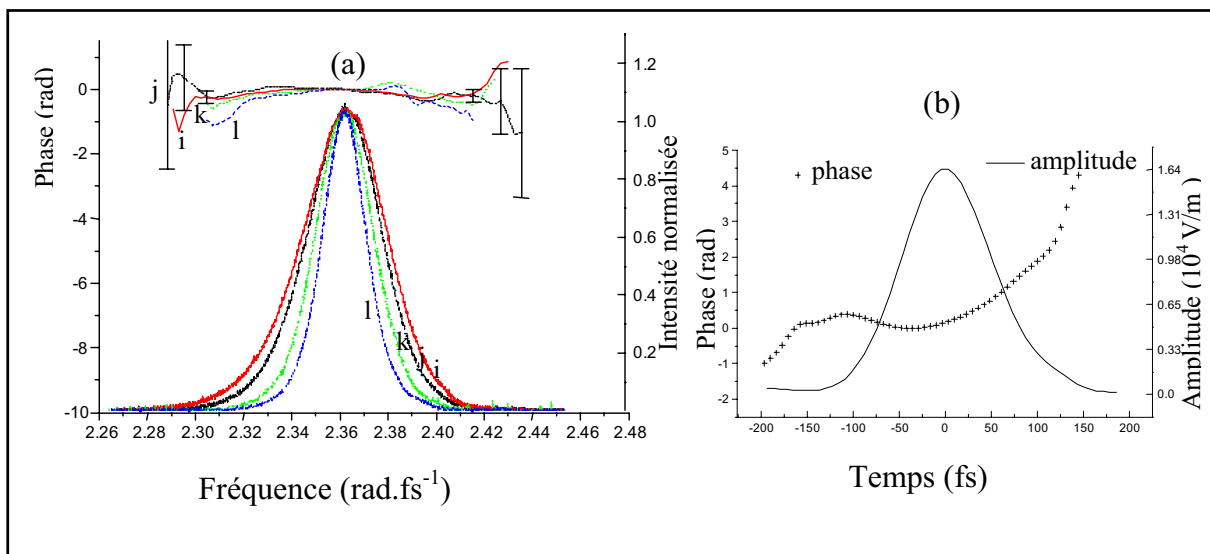 (a)
Phase (rad)
0
-2
-4
-6
-8
-10
j
i
k
l
l
k
j
i
1.2
1.0
0.8
0.6
0.4
0.2
Intensité normalisée
2.26 2.28 2.30 2.32 2.34 2.36 2.38 2.40 2.42 2.44 2.46 2.48
Fréquence (rad.fs-1)
(b)
phase
amplitude
Phase (rad)
5
4
3
2
1
0
-1
-2
1.64
1.31
0.98
0.65
0.33
0.0
Amplitude (10⁴ V/m)
-200 -150 -100 -50 0 50 100 150 200
Temps (fs)